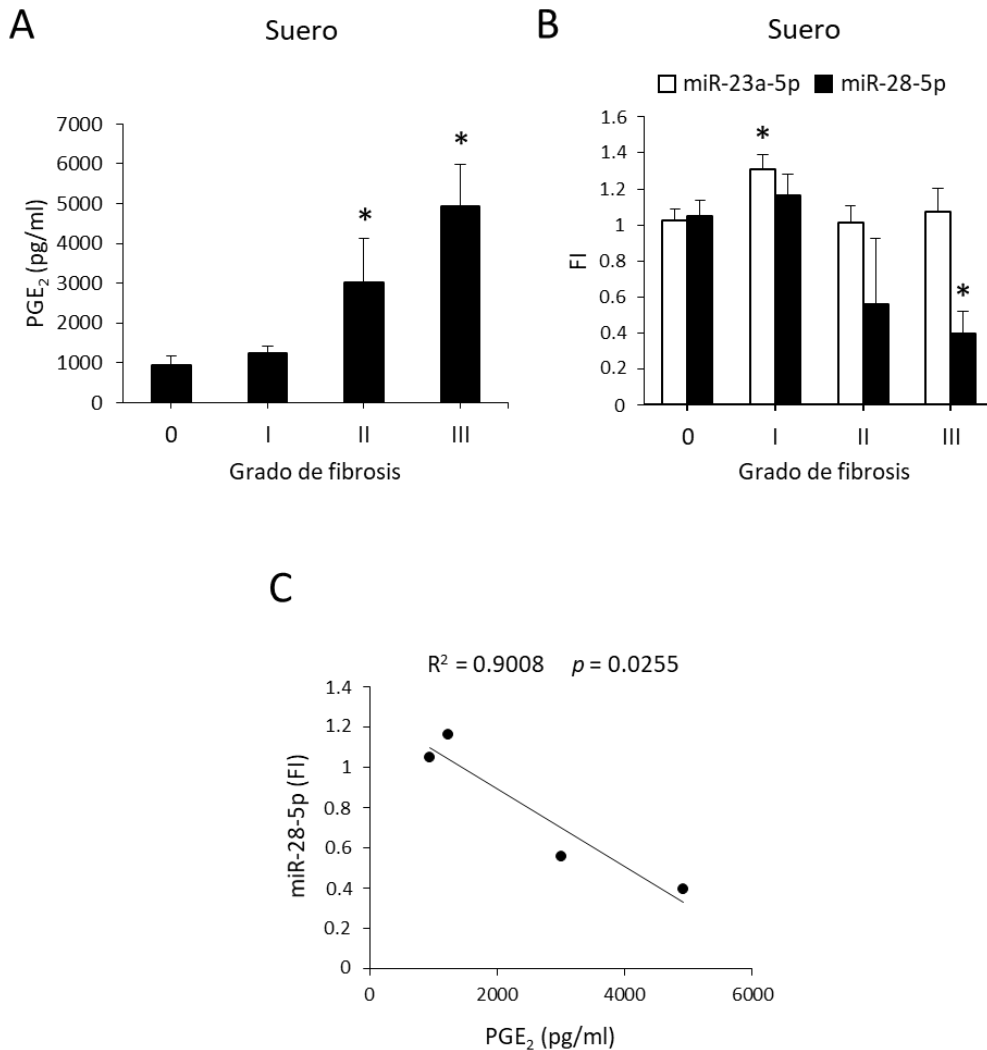 A
Suero
PGE₂ (pg/ml)
7000
6000
5000
4000
3000
2000
1000
0
*
*
0 I II III
Grado de fibrosis
B
Suero
miR-23a-5p miR-28-5p
FI
1.6
1.4
1.2
1
0.8
0.6
0.4
0.2
0
*
*
0 I II III
Grado de fibrosis
C
R² = 0.9008 p = 0.0255
miR-28-5p (FI)
1.4
1.2
1
0.8
0.6
0.4
0.2
0
0 2000 4000 6000
PGE₂ (pg/ml)